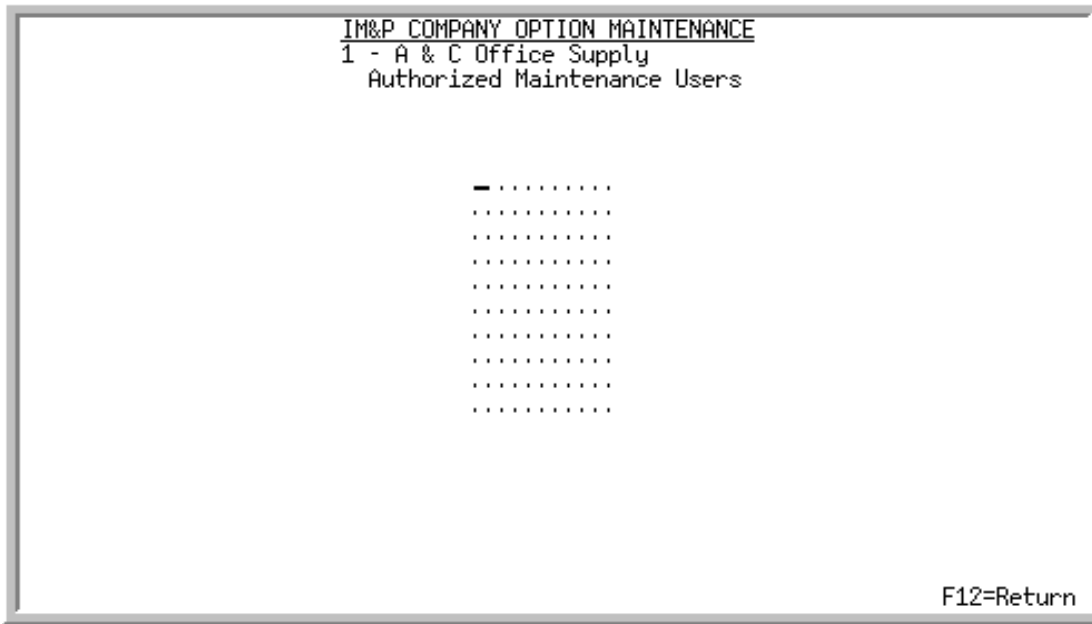 IM&P COMPANY OPTION MAINTENANCE
1 - A & C Office Supply
Authorized Maintenance Users
F12=Return